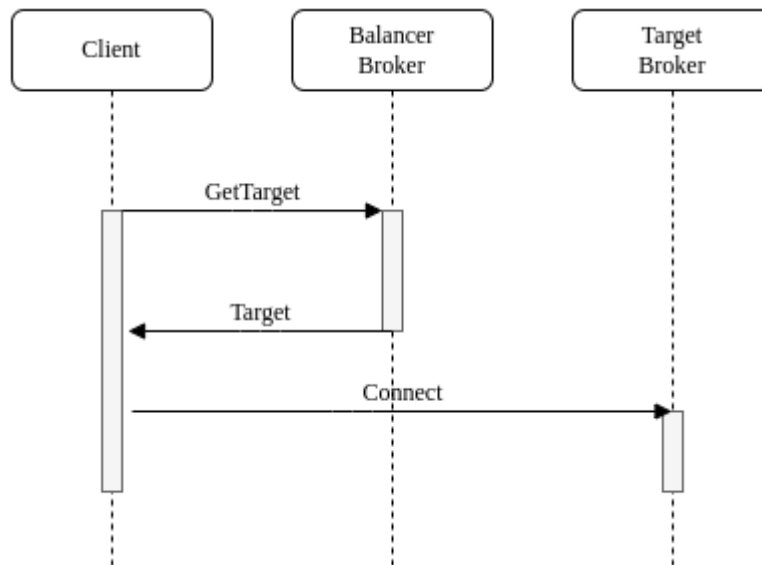 Client
Balancer
Broker
Target
Broker
GetTarget
Target
Connect